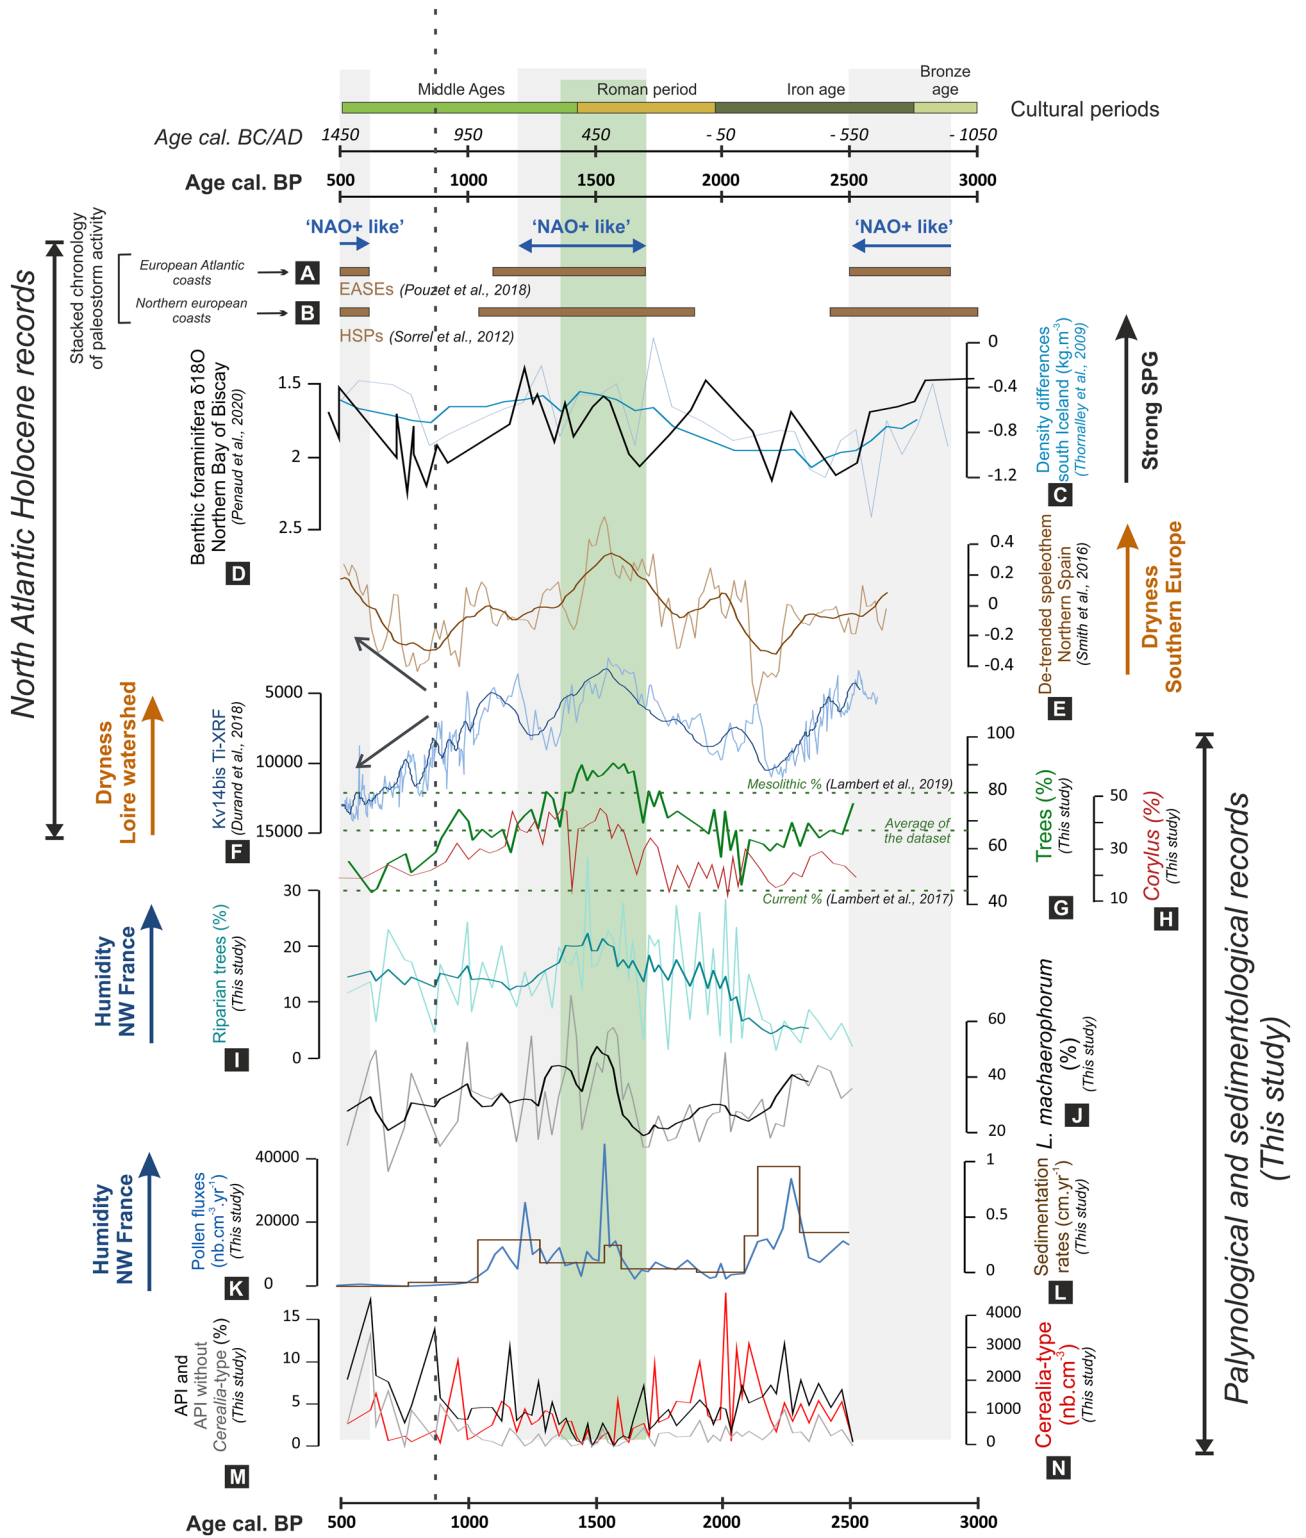 Bronze
age
Middle Ages
Roman period
Iron age
Cultural periods
Age cal. BC/AD
1450 950 450 - 50 - 550 - 1050
Age cal. BP
500 1000 1500 2000 2500 3000
'NAO+ like' 'NAO+ like' 'NAO+ like'
North Atlantic Holocene records
Stacked chronology
of paleostorm activity
European Atlantic
coasts
A
EASEs (Pouzet et al., 2018)
Northern european
coasts
B
HSPs (Sorrel et al., 2012)
Benthic foraminifera δ18O
Northern Bay of Biscay
(Penaud et al., 2020)
D
1.5
2
2.5
0
-0.4
-0.8
-1.2
Density differences
south Iceland (kg.m-3)
(Thornalley et al., 2009)
C
Strong SPG
0.4
0.2
0
-0.2
-0.4
De-trended speleothem
Northern Spain
(Smith et al., 2016)
E
Dryness
Southern Europe
Dryness
Loire watershed
Kv14bis Ti-XRF
(Durand et al., 2018)
F
5000
10000
15000
100
80
60
40
Mesolithic % (Lambert et al., 2019)
Average of
the dataset
Current % (Lambert et al., 2017)
Trees (%)
(This study)
G
50
30
10
Corylus (%)
(This study)
H
Palynological and sedimentological records
(This study)
Humidity
NW France
Riparian trees (%)
(This study)
I
30
20
10
0
60
40
20
L. machaerophorum
(%)
(This study)
J
Humidity
NW France
Pollen fluxes
(nb.cm-3.yr-1)
(This study)
K
40000
20000
0
1
0.5
0
Sedimentation
rates (cm.yr-1)
(This study)
L
API and
API without
Cerealia-type (%)
(This study)
M
15
10
5
0
4000
3000
2000
1000
0
Cerealia-type
(nb.cm-3)
(This study)
N
Age cal. BP
500 1000 1500 2000 2500 3000